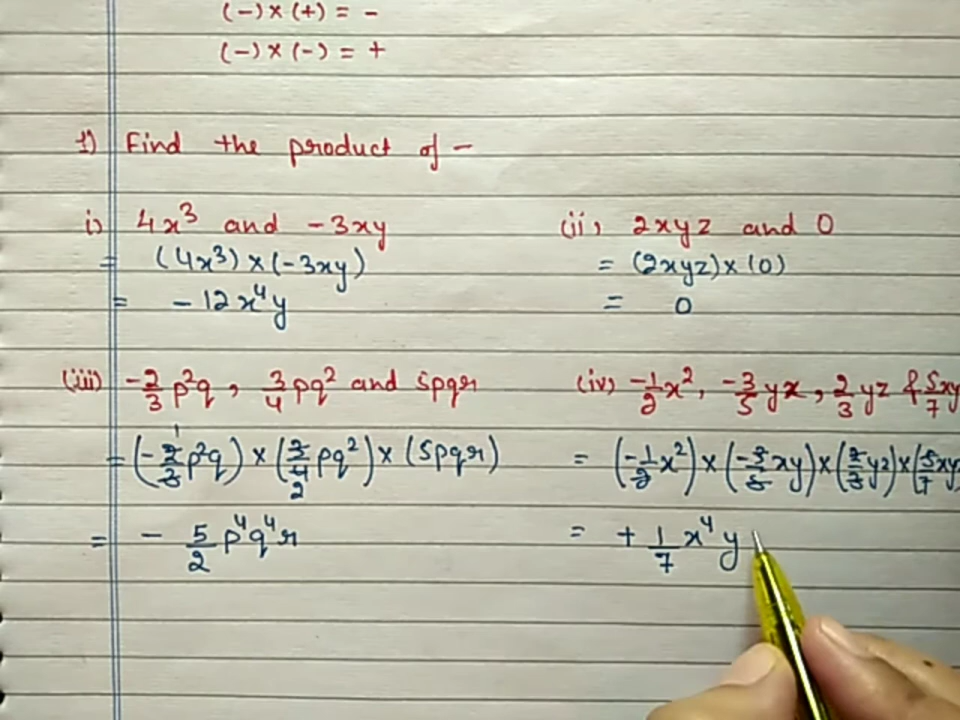 (-) × (+) = -
(-) × (-) = +
1) Find the product of -
i) 4x³ and -3xy
= (4x³) × (-3xy)
= -12x⁴y
(ii) 2xyz and 0
= (2xyz) × (0)
= 0
(iii) -2/3 p²q, 3/4 pq² and 5pqr
= (-2/3 p²q) × (3/4 pq²) × (5pqr)
1
2
= - 5/2 p⁴q⁴r
(iv) -1/2 x², -3/5 yx, 2/3 yz & 5/7 xy
= (-1/2 x²) × (-3/5 xy) × (2/3 yz) × (5/7 xy
= + 1/7 x⁴y